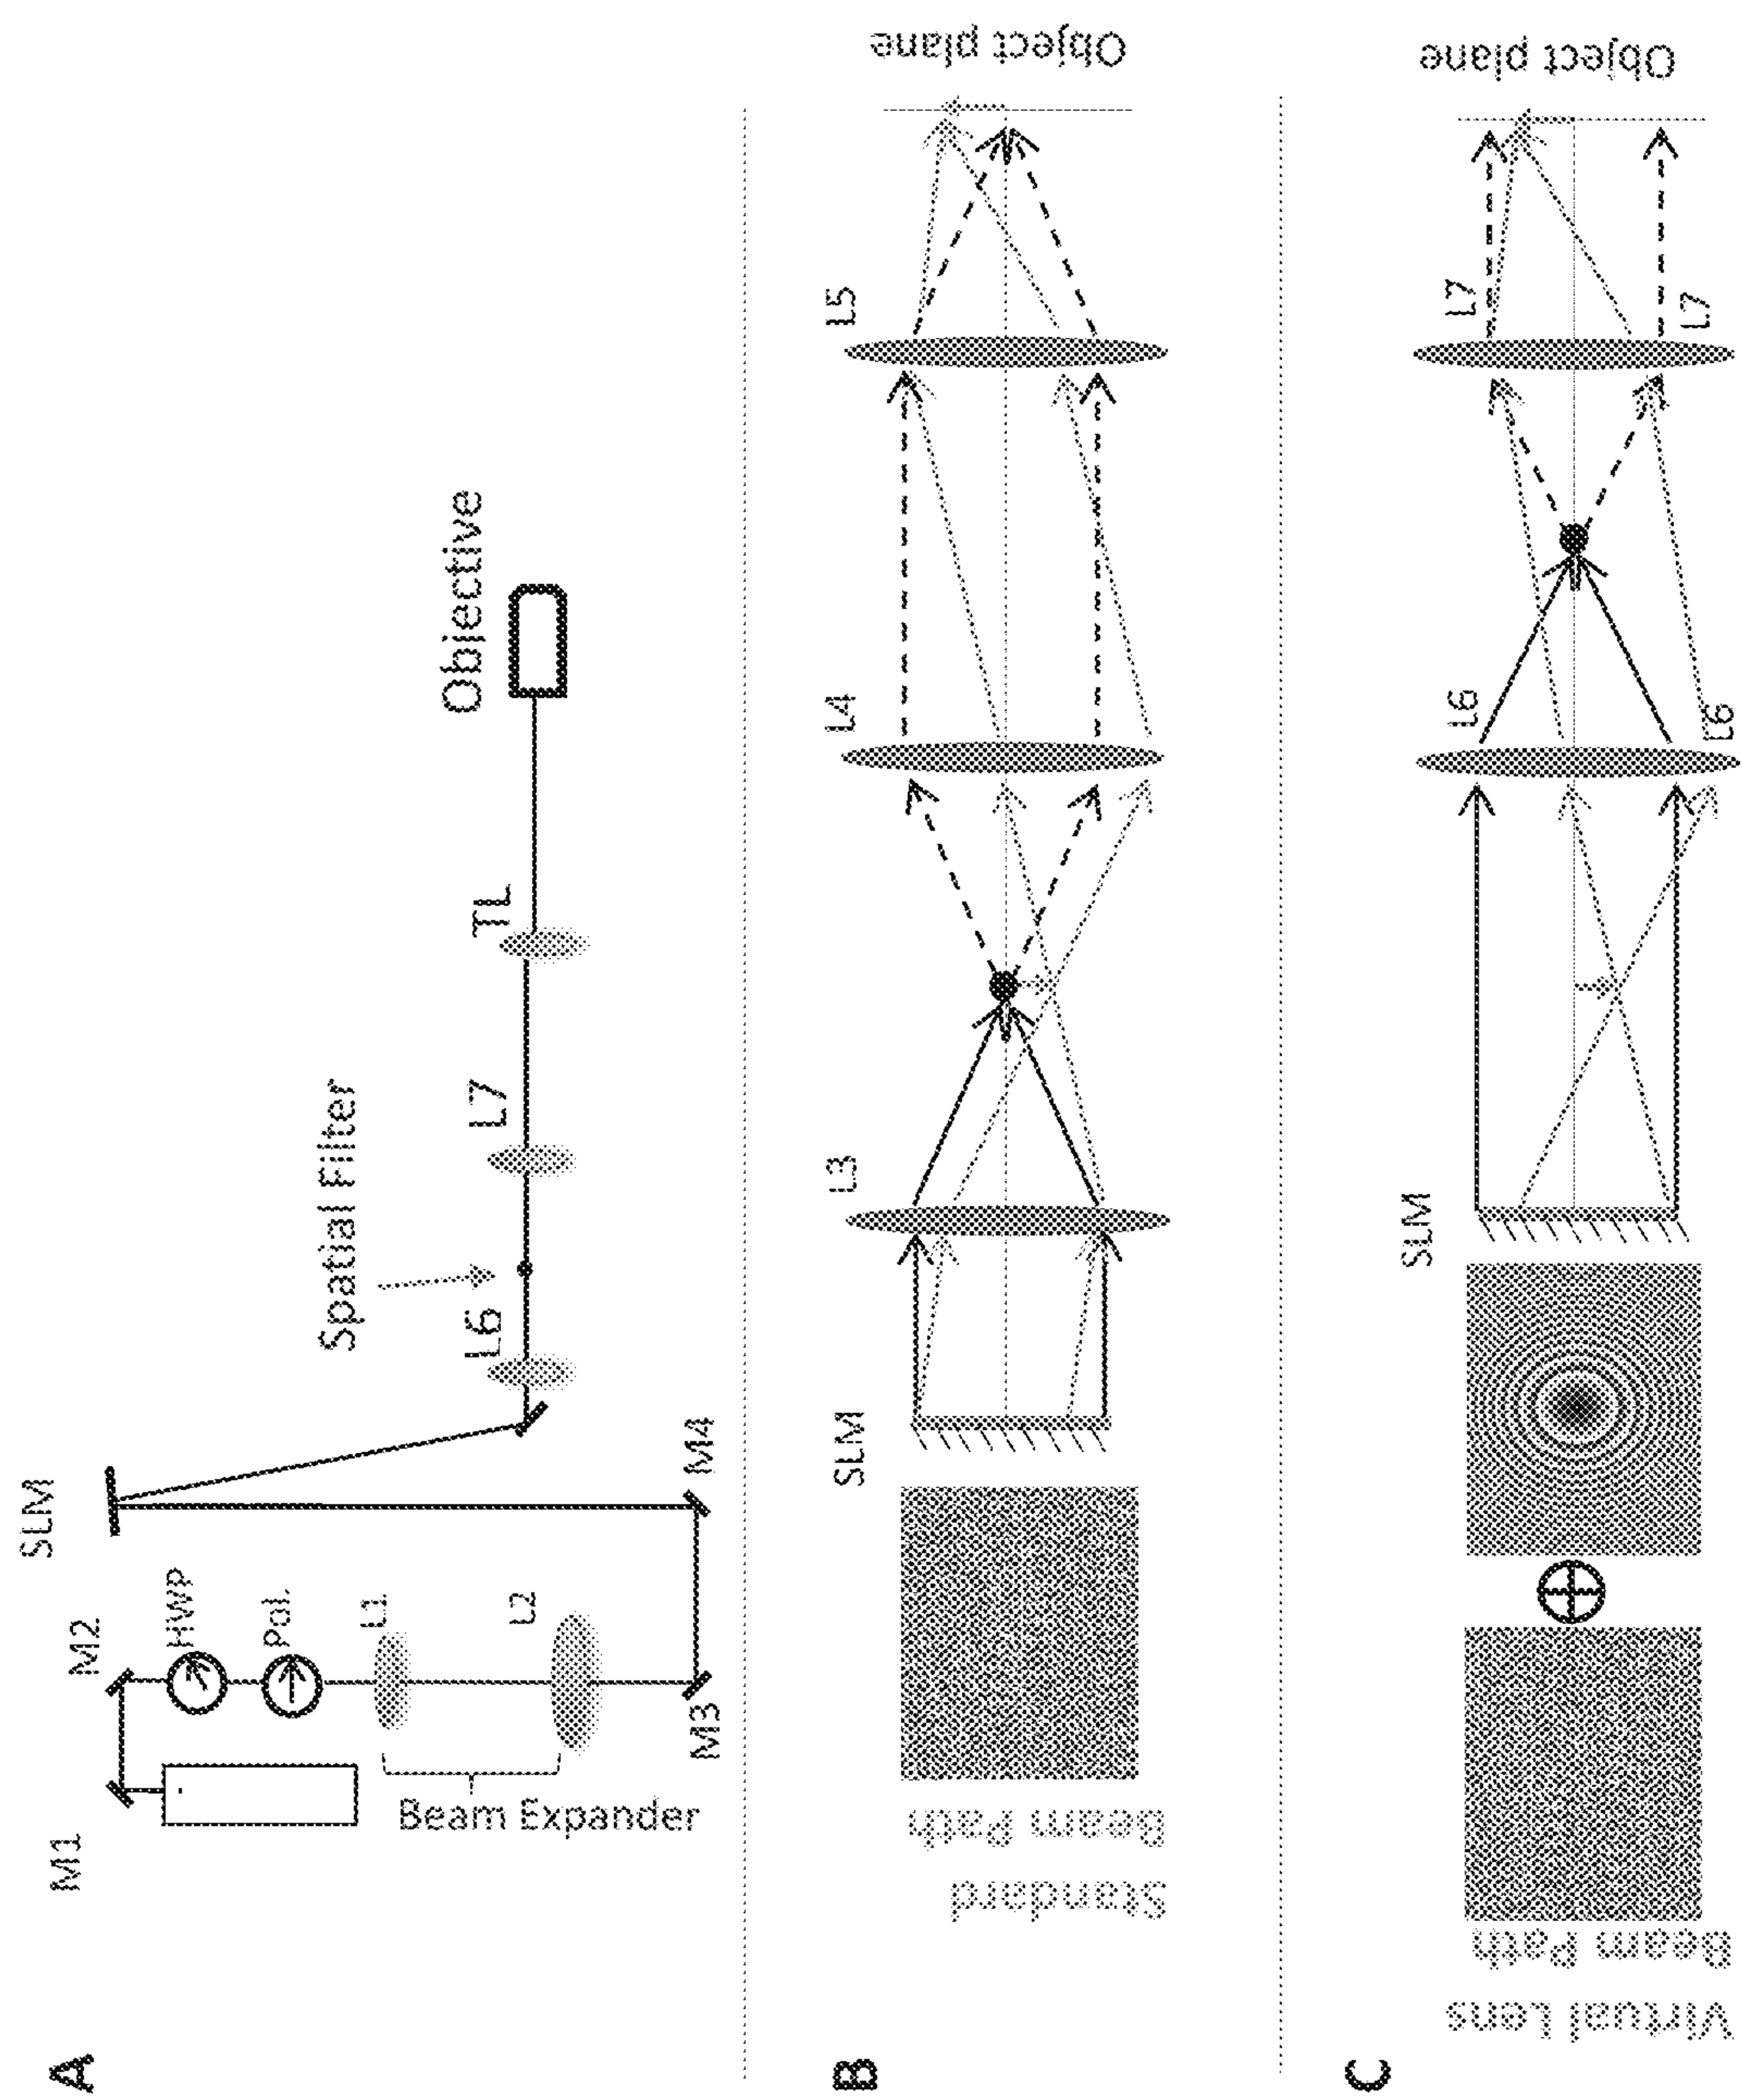 A
M1
M2
HWP
Pol.
L1
L2
Beam Expander
M3
M4
SLM
Spatial Filter
L6
L7
TL
Objective
B
Standard
Beam Path
SLM
L3
L4
L5
Object plane
C
Virtual Lens
Beam Path
SLM
L6
L6
L7
L7
Object plane